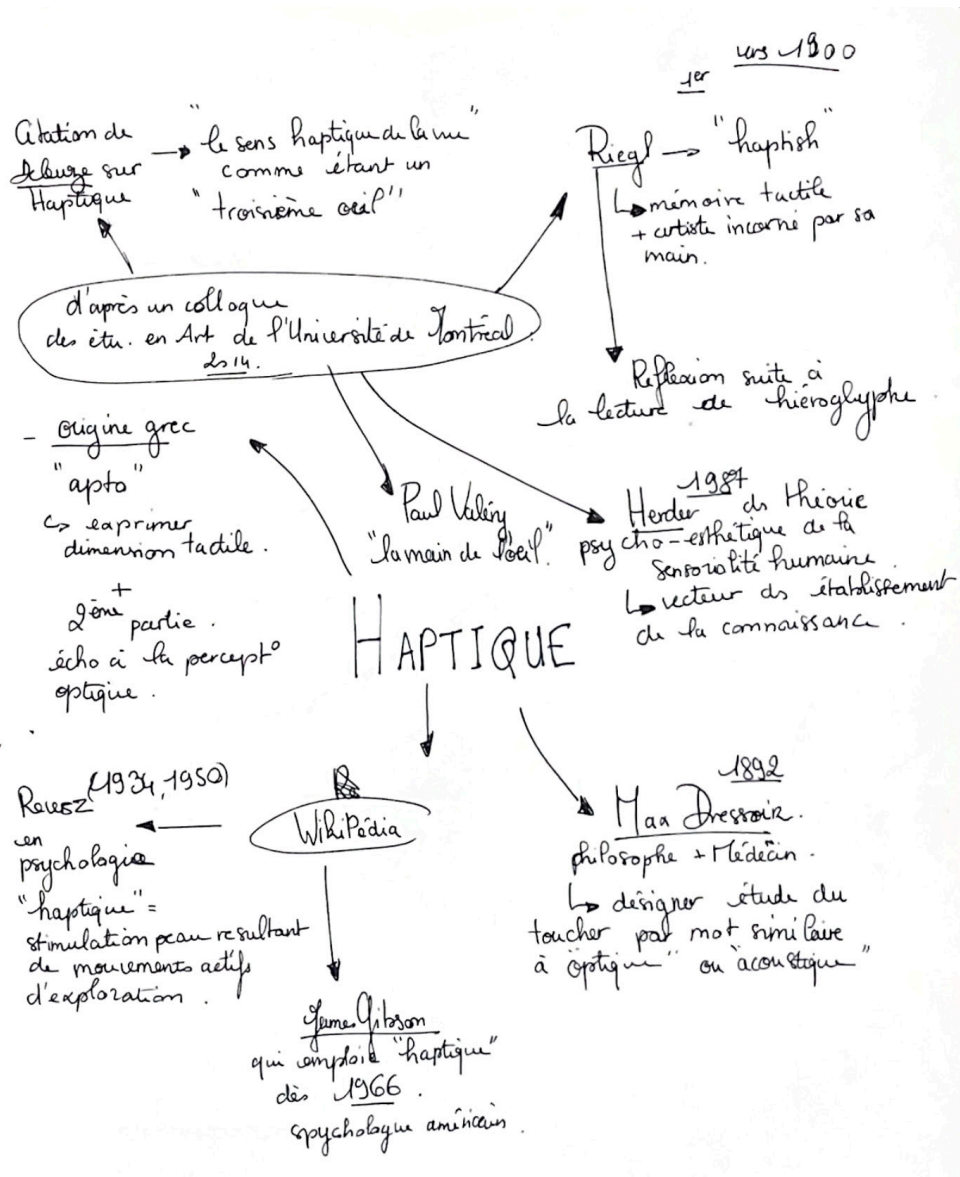 vers 1900
1er
Citation de
Deleuze sur
Haptique
"le sens haptique de la vue"
comme étant un
"troisième œil"
Riegl → "haptish"
↳ mémoire tactile
+ artiste incarné par sa
main.
d'après un colloque
des étu. en Art de l'Université de Montréal.
2014.
Réflexion suite à
la lecture de hiéroglyphe.
- origine grec
"apto"
↳ exprimer
dimension tactile.
+
2ème partie.
écho à la percept°
optique.
Paul Valéry
"la main de l'oeil".
1987
Herder ds théorie
psycho-esthétique de la
sensorialité humaine.
↳ vecteur ds établissement
de la connaissance.
HAPTIQUE
Revesz (1934, 1950)
en
psychologie
"haptique" =
stimulation peau resultant
de mouvements actifs
d'exploration.
WikiPédia
1892
Max Dressoir.
philosophe + Médecin.
↳ désigner étude du
toucher par mot similaire
à "optique" ou "acoustique"
James Gibson
qui emploie "haptique"
dès 1966.
spychologue américain.